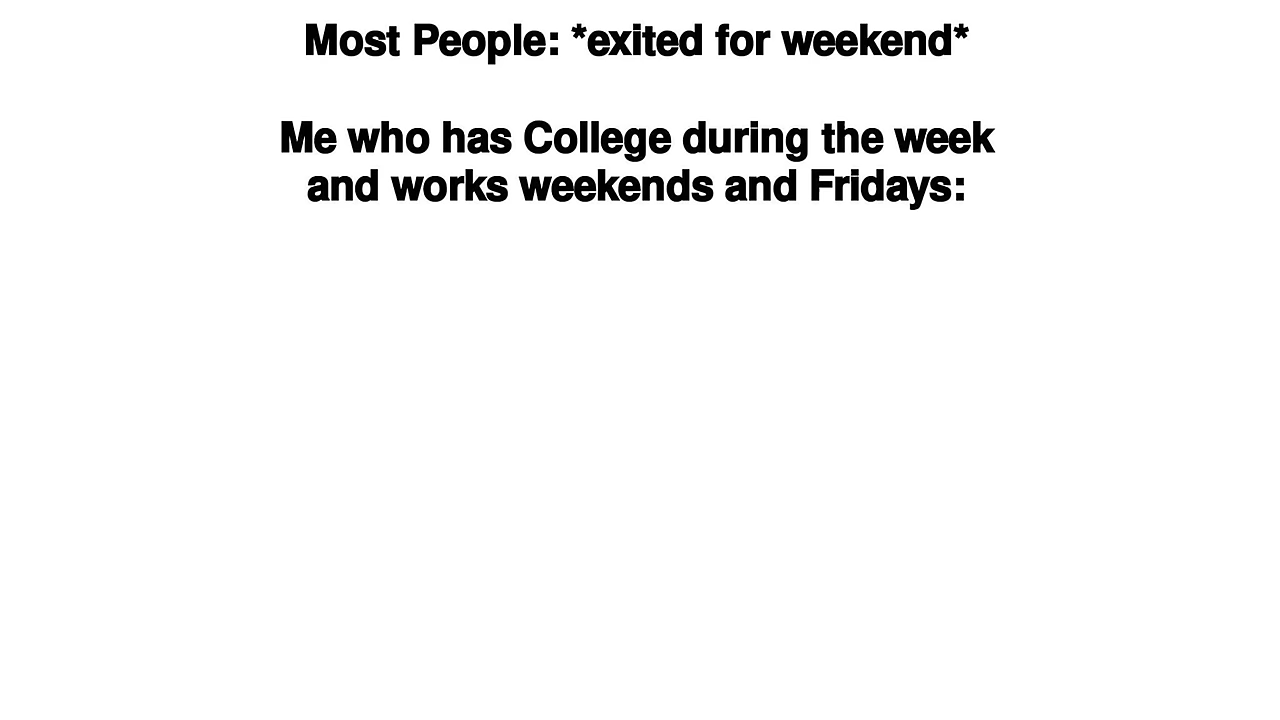 Most People: *exited for weekend*
Me who has College during the week
and works weekends and Fridays: